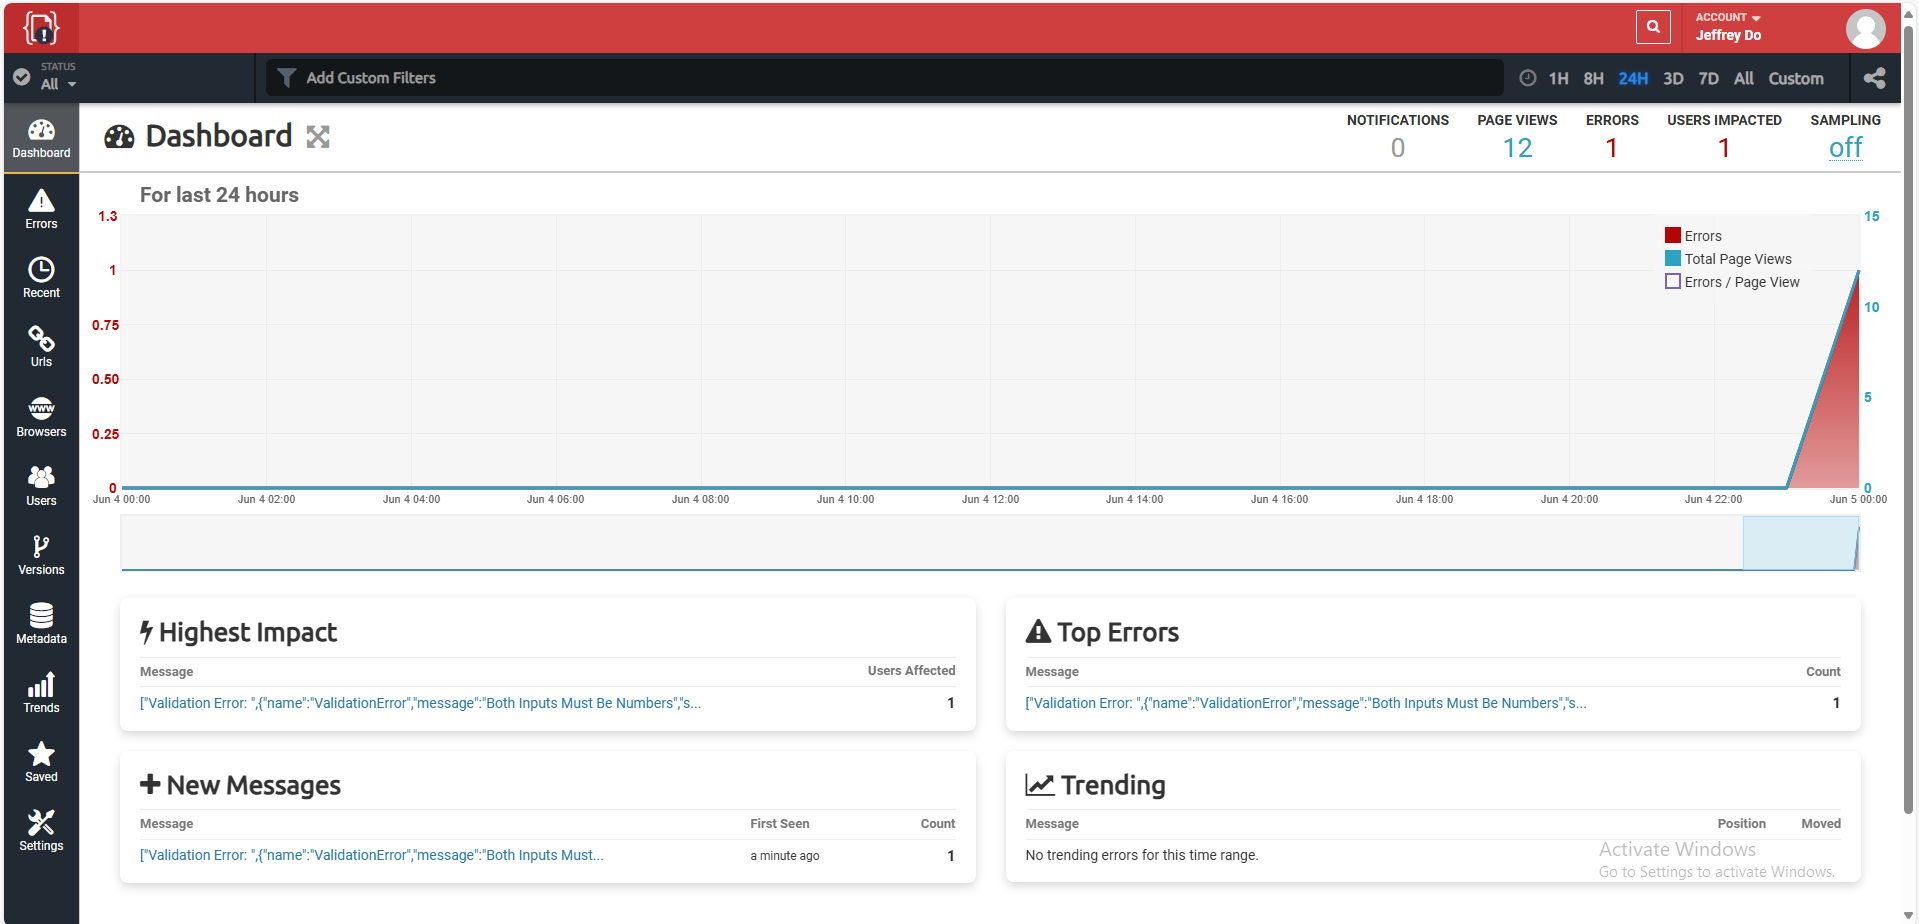 ACCOUNT
Jeffrey Do
STATUS
All
Add Custom Filters
1H 8H 24H 3D 7D All Custom
Dashboard
Errors
Recent
Urls
www
Browsers
Users
Versions
Metadata
Trends
Saved
Settings
Dashboard
NOTIFICATIONS PAGE VIEWS ERRORS USERS IMPACTED SAMPLING
0 12 1 1 off
For last 24 hours
1.3
1
0.75
0.50
0.25
0
15
10
5
0
Errors
Total Page Views
Errors / Page View
Jun 4 00:00 Jun 4 02:00 Jun 4 04:00 Jun 4 06:00 Jun 4 08:00 Jun 4 10:00 Jun 4 12:00 Jun 4 14:00 Jun 4 16:00 Jun 4 18:00 Jun 4 20:00 Jun 4 22:00 Jun 5 00:00
Highest Impact
Message Users Affected
["Validation Error: ",{"name":"ValidationError","message":"Both Inputs Must Be Numbers","s... 1
Top Errors
Message Count
["Validation Error: ",{"name":"ValidationError","message":"Both Inputs Must Be Numbers","s... 1
New Messages
Message First Seen Count
["Validation Error: ",{"name":"ValidationError","message":"Both Inputs Must... a minute ago 1
Trending
Message Position Moved
No trending errors for this time range.
Activate Windows
Go to Settings to activate Windows.